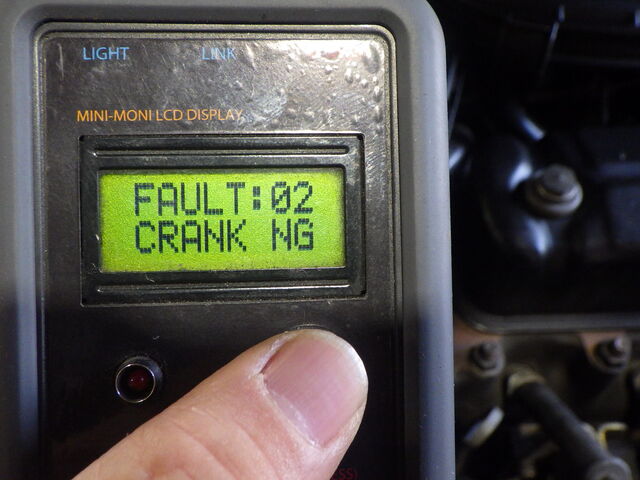 LIGHT LINK
MINI-MONI LCD DISPLAY
FAULT:02
CRANK NG